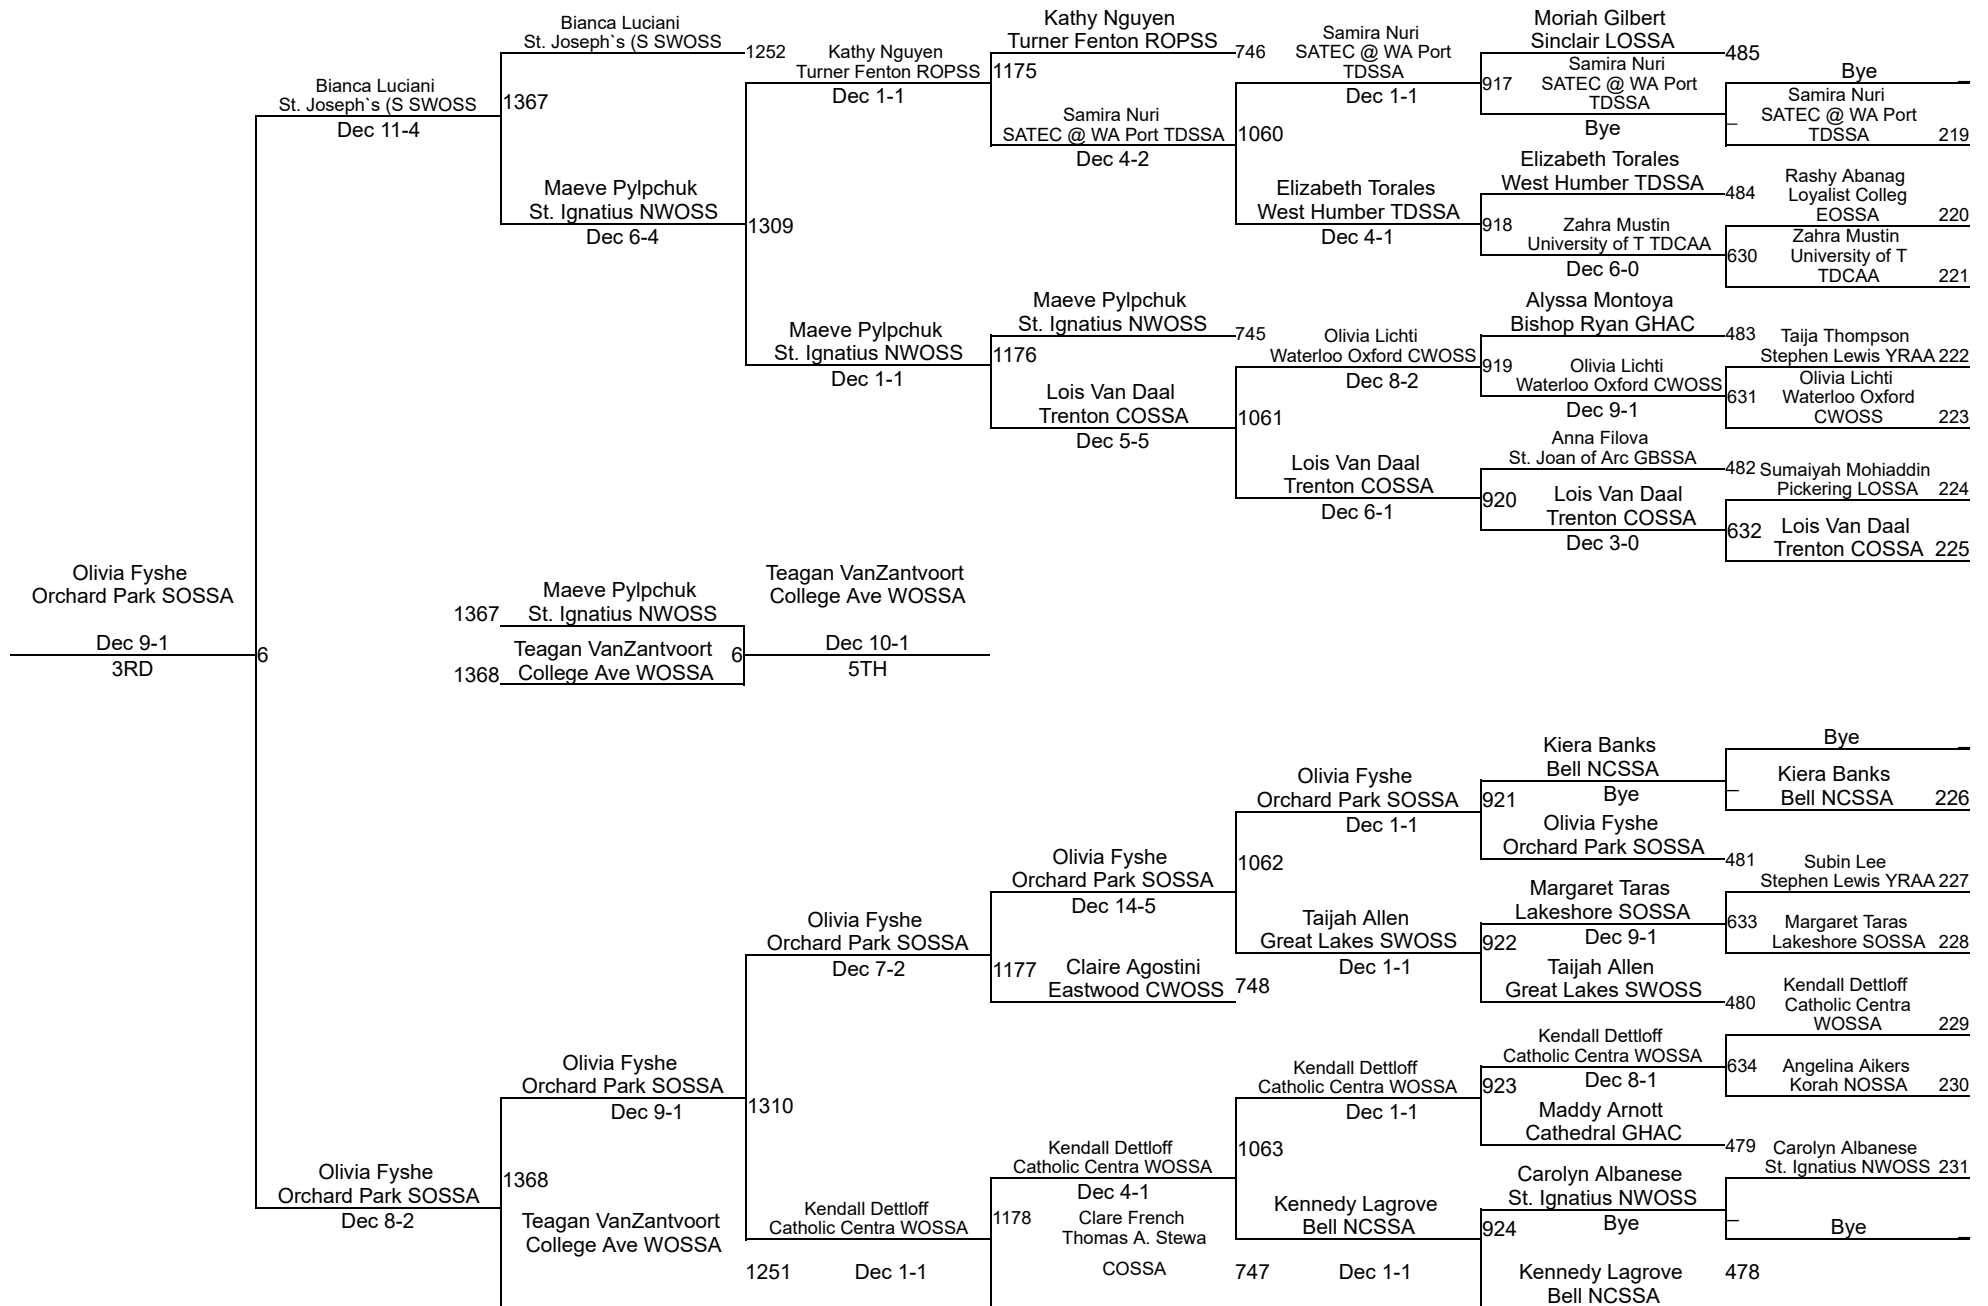 Bianca Luciani
St. Joseph`s (S SWOSS
1252
Kathy Nguyen
Turner Fenton ROPSS
746
Samira Nuri
SATEC @ WA Port
TDSSA
Dec 1-1
Moriah Gilbert
Sinclair LOSSA
485
Bianca Luciani
St. Joseph`s (S SWOSS
Dec 11-4
1367
Kathy Nguyen
Turner Fenton ROPSS
Dec 1-1
1175
917
Samira Nuri
SATEC @ WA Port
TDSSA
Bye
Bye
_
Samira Nuri
SATEC @ WA Port
TDSSA
219
_
Samira Nuri
SATEC @ WA Port TDSSA
Dec 4-2
1060
Elizabeth Torales
West Humber TDSSA
484
Rashy Abanag
Loyalist Colleg
EOSSA
220
Maeve Pylpchuk
St. Ignatius NWOSS
Dec 6-4
1309
Elizabeth Torales
West Humber TDSSA
Dec 4-1
918
Zahra Mustin
University of T TDCAA
Dec 6-0
630
Zahra Mustin
University of T
TDCAA
221
Maeve Pylpchuk
St. Ignatius NWOSS
Dec 1-1
Maeve Pylpchuk
St. Ignatius NWOSS
745
1176
Olivia Lichti
Waterloo Oxford CWOSS
Dec 8-2
Alyssa Montoya
Bishop Ryan GHAC
483
Taija Thompson
Stephen Lewis YRAA 222
919
Olivia Lichti
Waterloo Oxford CWOSS
Dec 9-1
631
Olivia Lichti
Waterloo Oxford
CWOSS
223
Lois Van Daal
Trenton COSSA
Dec 5-5
1061
Anna Filova
St. Joan of Arc GBSSA
482
Sumaiyah Mohiaddin
Pickering LOSSA
224
Lois Van Daal
Trenton COSSA
Dec 6-1
920
Lois Van Daal
Trenton COSSA
Dec 3-0
632
Lois Van Daal
Trenton COSSA
225
Olivia Fyshe
Orchard Park SOSSA
Dec 9-1
3RD
6
1367
Maeve Pylpchuk
St. Ignatius NWOSS
1368
Teagan VanZantvoort
College Ave WOSSA
6
Teagan VanZantvoort
College Ave WOSSA
Dec 10-1
5TH
Kiera Banks
Bell NCSSA
Bye
Bye
_
Kiera Banks
Bell NCSSA
226
_
Olivia Fyshe
Orchard Park SOSSA
Dec 1-1
921
Olivia Fyshe
Orchard Park SOSSA
481
Subin Lee
Stephen Lewis YRAA 227
Olivia Fyshe
Orchard Park SOSSA
Dec 14-5
1062
Margaret Taras
Lakeshore SOSSA
Dec 9-1
633
Margaret Taras
Lakeshore SOSSA
228
Olivia Fyshe
Orchard Park SOSSA
Dec 7-2
1177
Claire Agostini
Eastwood CWOSS
748
Taijah Allen
Great Lakes SWOSS
Dec 1-1
922
Taijah Allen
Great Lakes SWOSS
480
Kendall Dettloff
Catholic Centra
WOSSA
229
Olivia Fyshe
Orchard Park SOSSA
Dec 9-1
1310
Kendall Dettloff
Catholic Centra WOSSA
Dec 1-1
923
Kendall Dettloff
Catholic Centra WOSSA
Dec 8-1
634
Angelina Aikers
Korah NOSSA
230
Maddy Arnott
Cathedral GHAC
479
Carolyn Albanese
St. Ignatius NWOSS
231
Olivia Fyshe
Orchard Park SOSSA
Dec 8-2
1368
Kendall Dettloff
Catholic Centra WOSSA
Dec 4-1
1063
Carolyn Albanese
St. Ignatius NWOSS
Bye
_
Bye
_
Teagan VanZantvoort
College Ave WOSSA
1251
Kendall Dettloff
Catholic Centra WOSSA
Dec 1-1
1178
Clare French
Thomas A. Stewa
COSSA
747
Kennedy Lagrove
Bell NCSSA
Dec 1-1
924
Kennedy Lagrove
Bell NCSSA
478